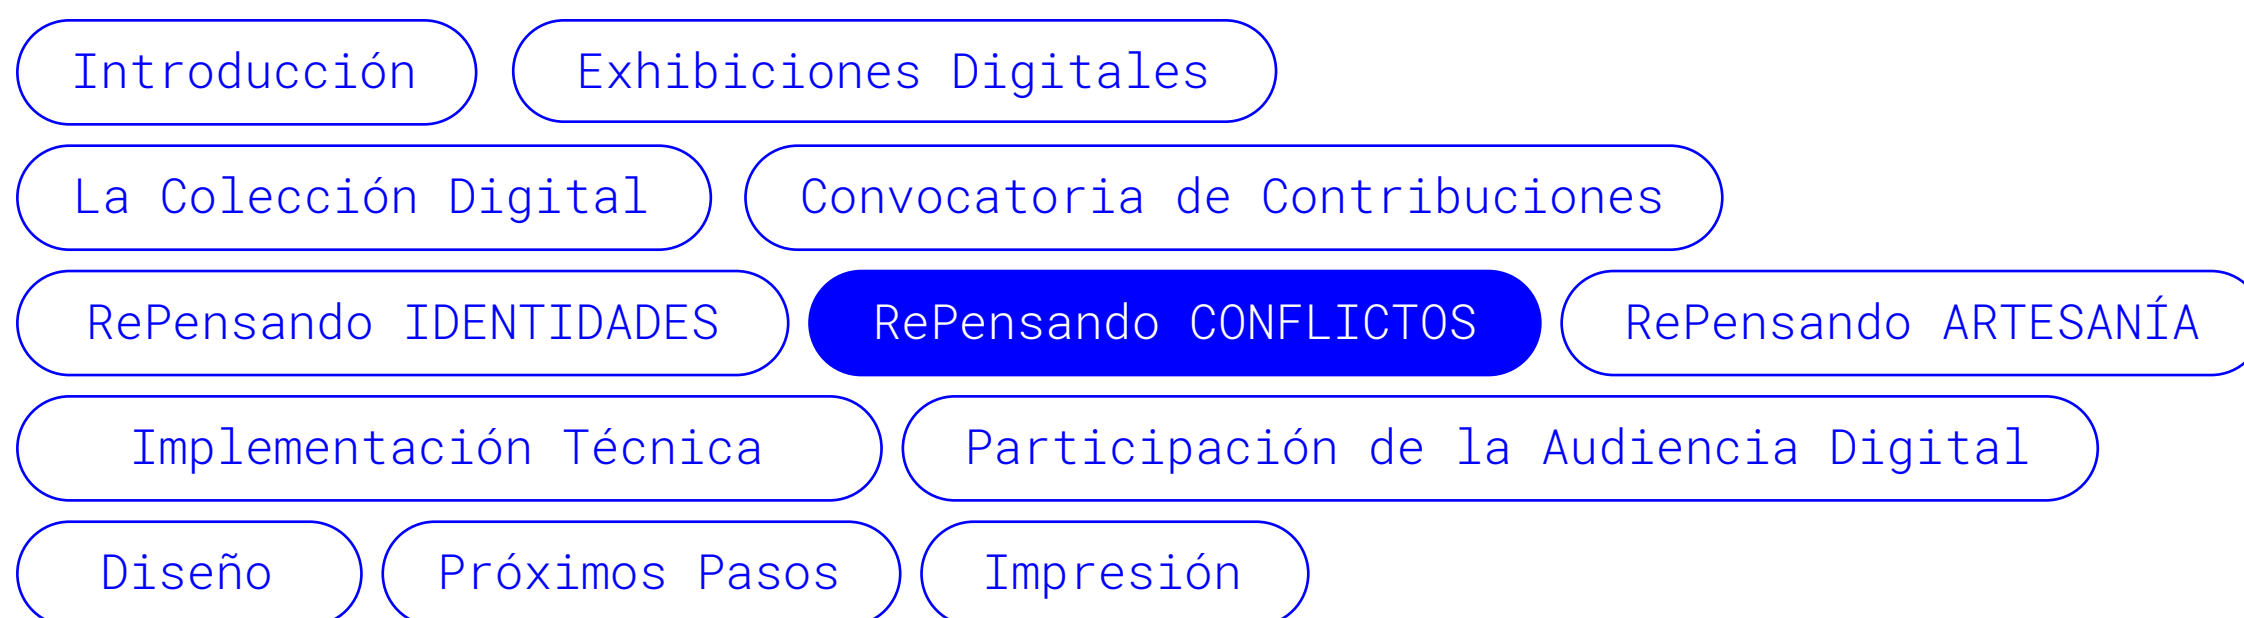 Introducción Exhibiciones Digitales
La Colección Digital Convocatoria de Contribuciones
RePensando IDENTIDADES RePensando CONFLICTOS RePensando ARTESANÍA
Implementación Técnica Participación de la Audiencia Digital
Diseño Próximos Pasos Impresión